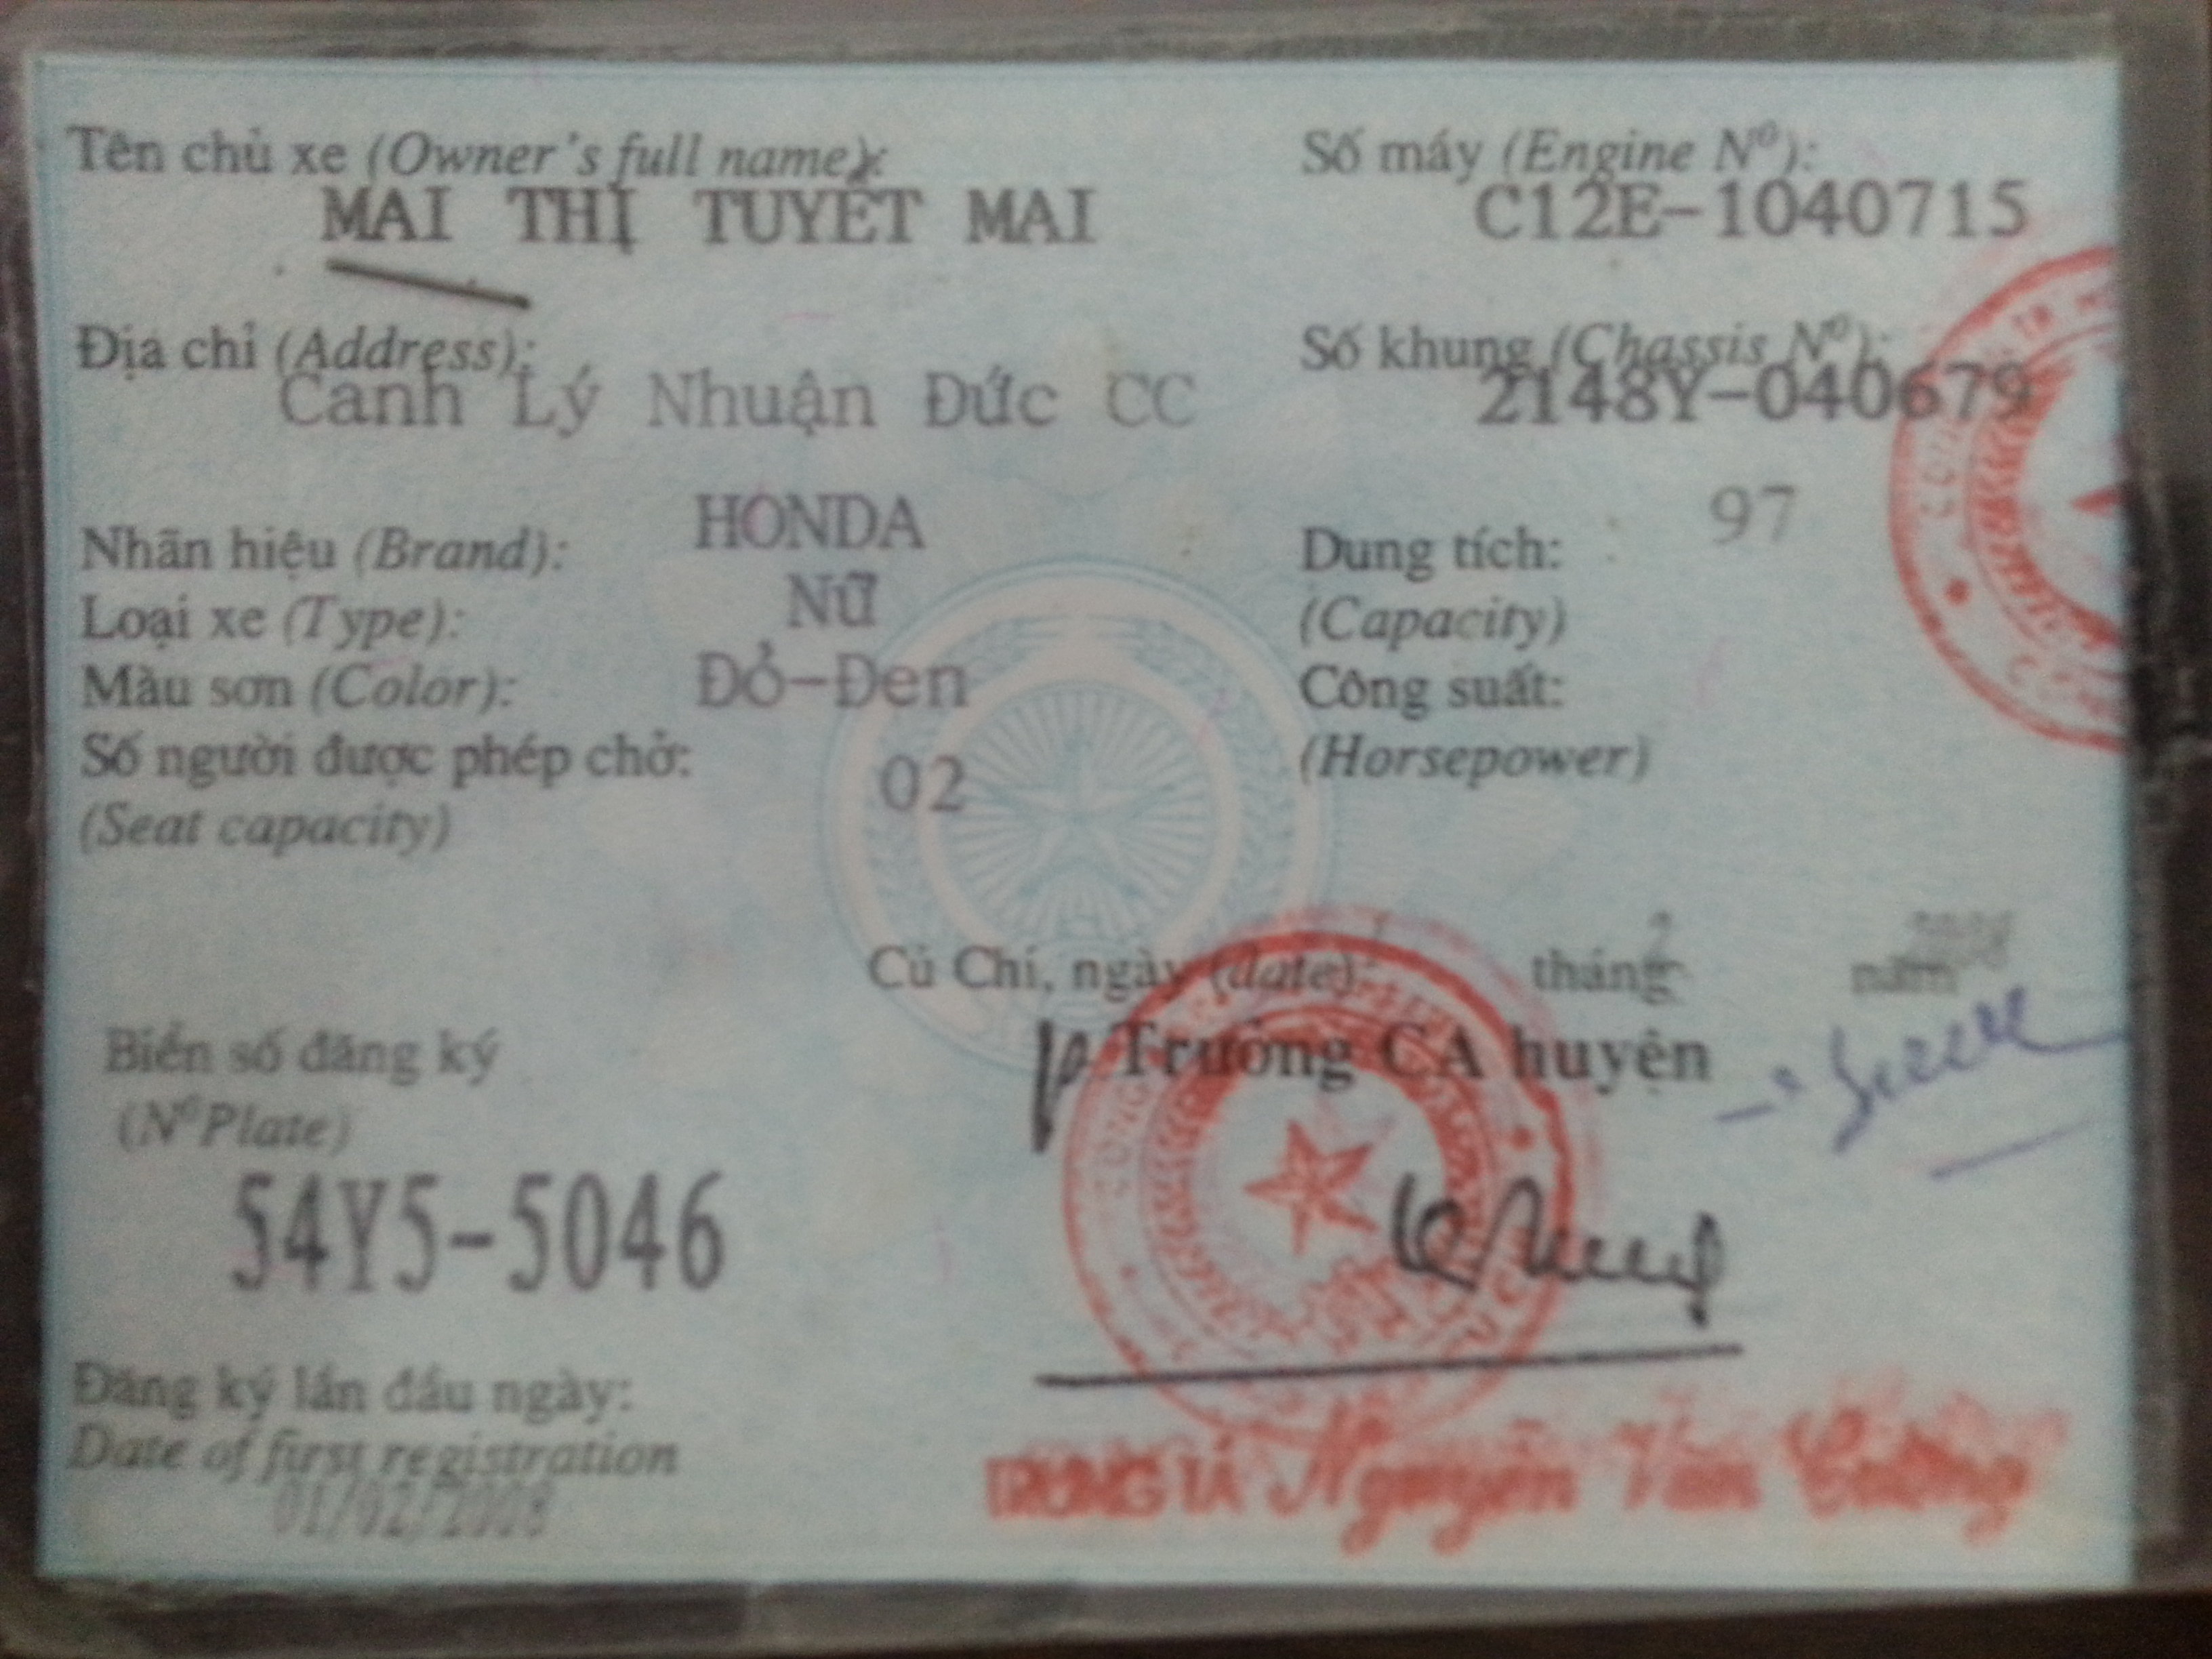 Tên chủ xe (Owner's full name):
MAI THỊ TUYẾT MAI
Địa chỉ (Address):
Canh Lý Nhuận Đức CC
Nhãn hiệu (Brand): HONDA
Loại xe (Type): Nữ
Màu sơn (Color): Đỏ-Đen
Số người được phép chở: 02
(Seat capacity)
Số máy (Engine Nº):
C12E-1040715
Số khung (Chassis Nº):
2148Y-040679
Dung tích: 97
(Capacity)
Công suất:
(Horsepower)
Củ Chi, ngày (date): tháng 2 năm 2008
Trưởng CA huyện
Biển số đăng ký
(NºPlate)
54Y5-5046
Đăng ký lần đầu ngày:
Date of first registration
01/02/2008
TRUNG TÁ Nguyễn Văn Cường